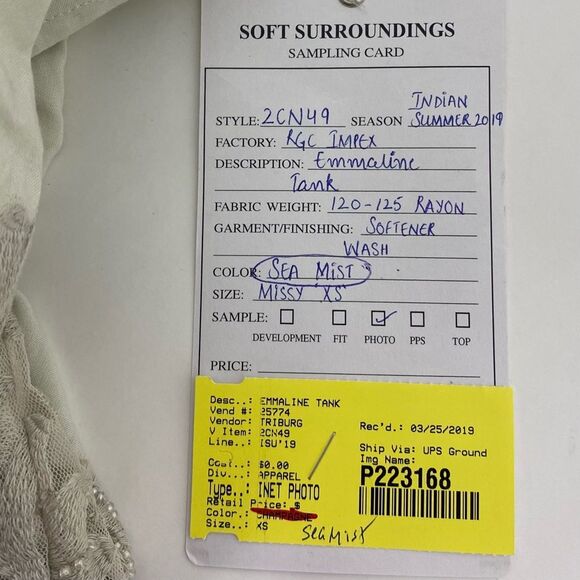 SOFT SURROUNDINGS
SAMPLING CARD
STYLE: 2CN49 SEASON INDIAN SUMMER 2019
FACTORY: RGC IMPEX
DESCRIPTION: Emmaline
Tank
FABRIC WEIGHT: 120-125 RAYON
GARMENT/FINISHING: SOFTENER
WASH
COLOR: SEA MIST
SIZE: MISSY XS
SAMPLE:
DEVELOPMENT FIT PHOTO PPS TOP
PRICE:
Desc..: EMMALINE TANK
Vend #: 25774
Vendor: TRIBURG
V Item: 2CN49
Line..: ISU'19
Rec'd.: 03/25/2019
Ship Via: UPS Ground
Img Name:
P223168
Cost..: $0.00
Div...: APPAREL
Type..: INET PHOTO
Retail Price: $
Color.: CHAMPAGNE
Size..: XS
Sea Mist